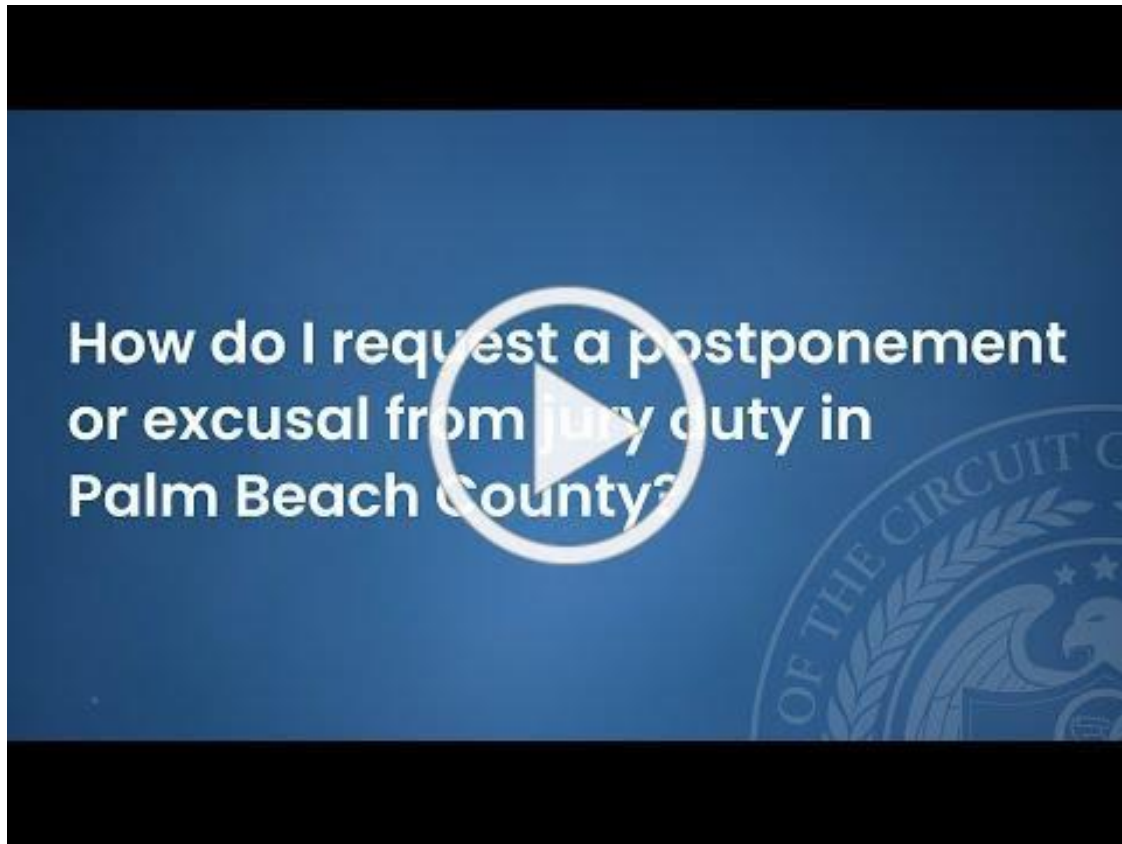 How do I request a postponement
or excusal from jury duty in
Palm Beach County?
OF THE CIRCUIT C